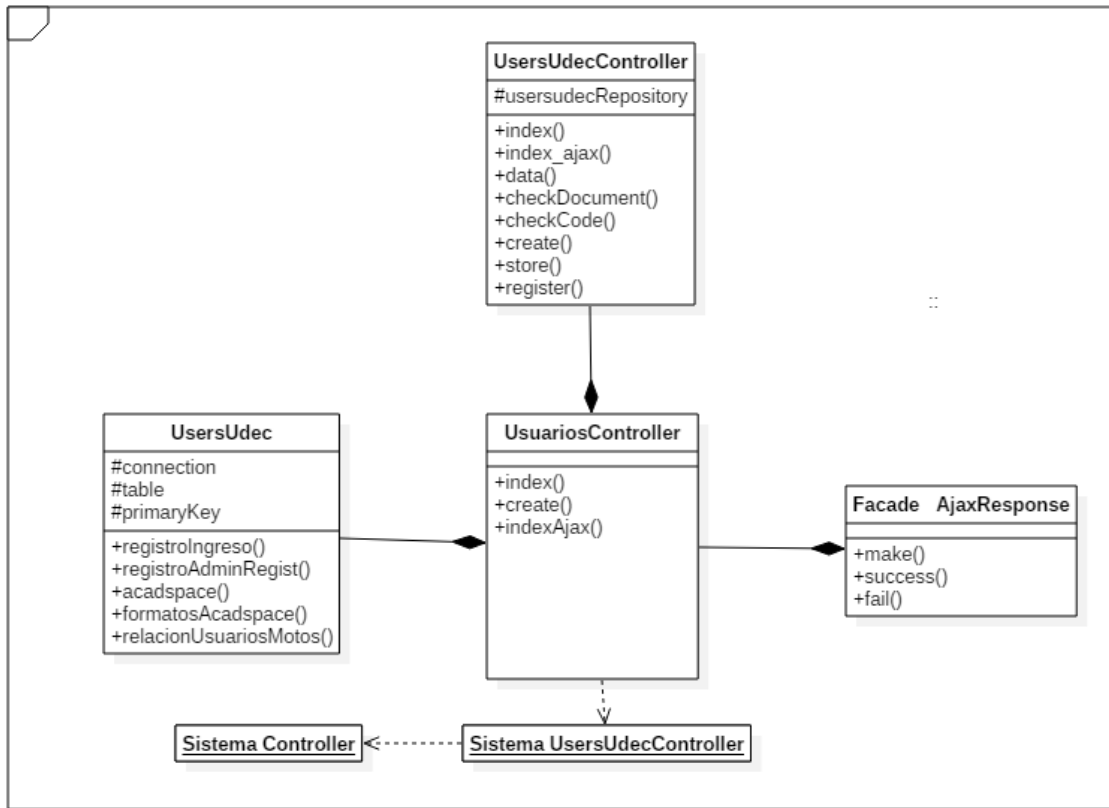 UsersUdecController
#usersudecRepository
+index()
+index_ajax()
+data()
+checkDocument()
+checkCode()
+create()
+store()
+register()
UsersUdec
#connection
#table
#primaryKey
+registroIngreso()
+registroAdminRegist()
+acadspace()
+formatosAcadspace()
+relacionUsuariosMotos()
UsuariosController
+index()
+create()
+indexAjax()
Facade AjaxResponse
+make()
+success()
+fail()
Sistema Controller
Sistema UsersUdecController